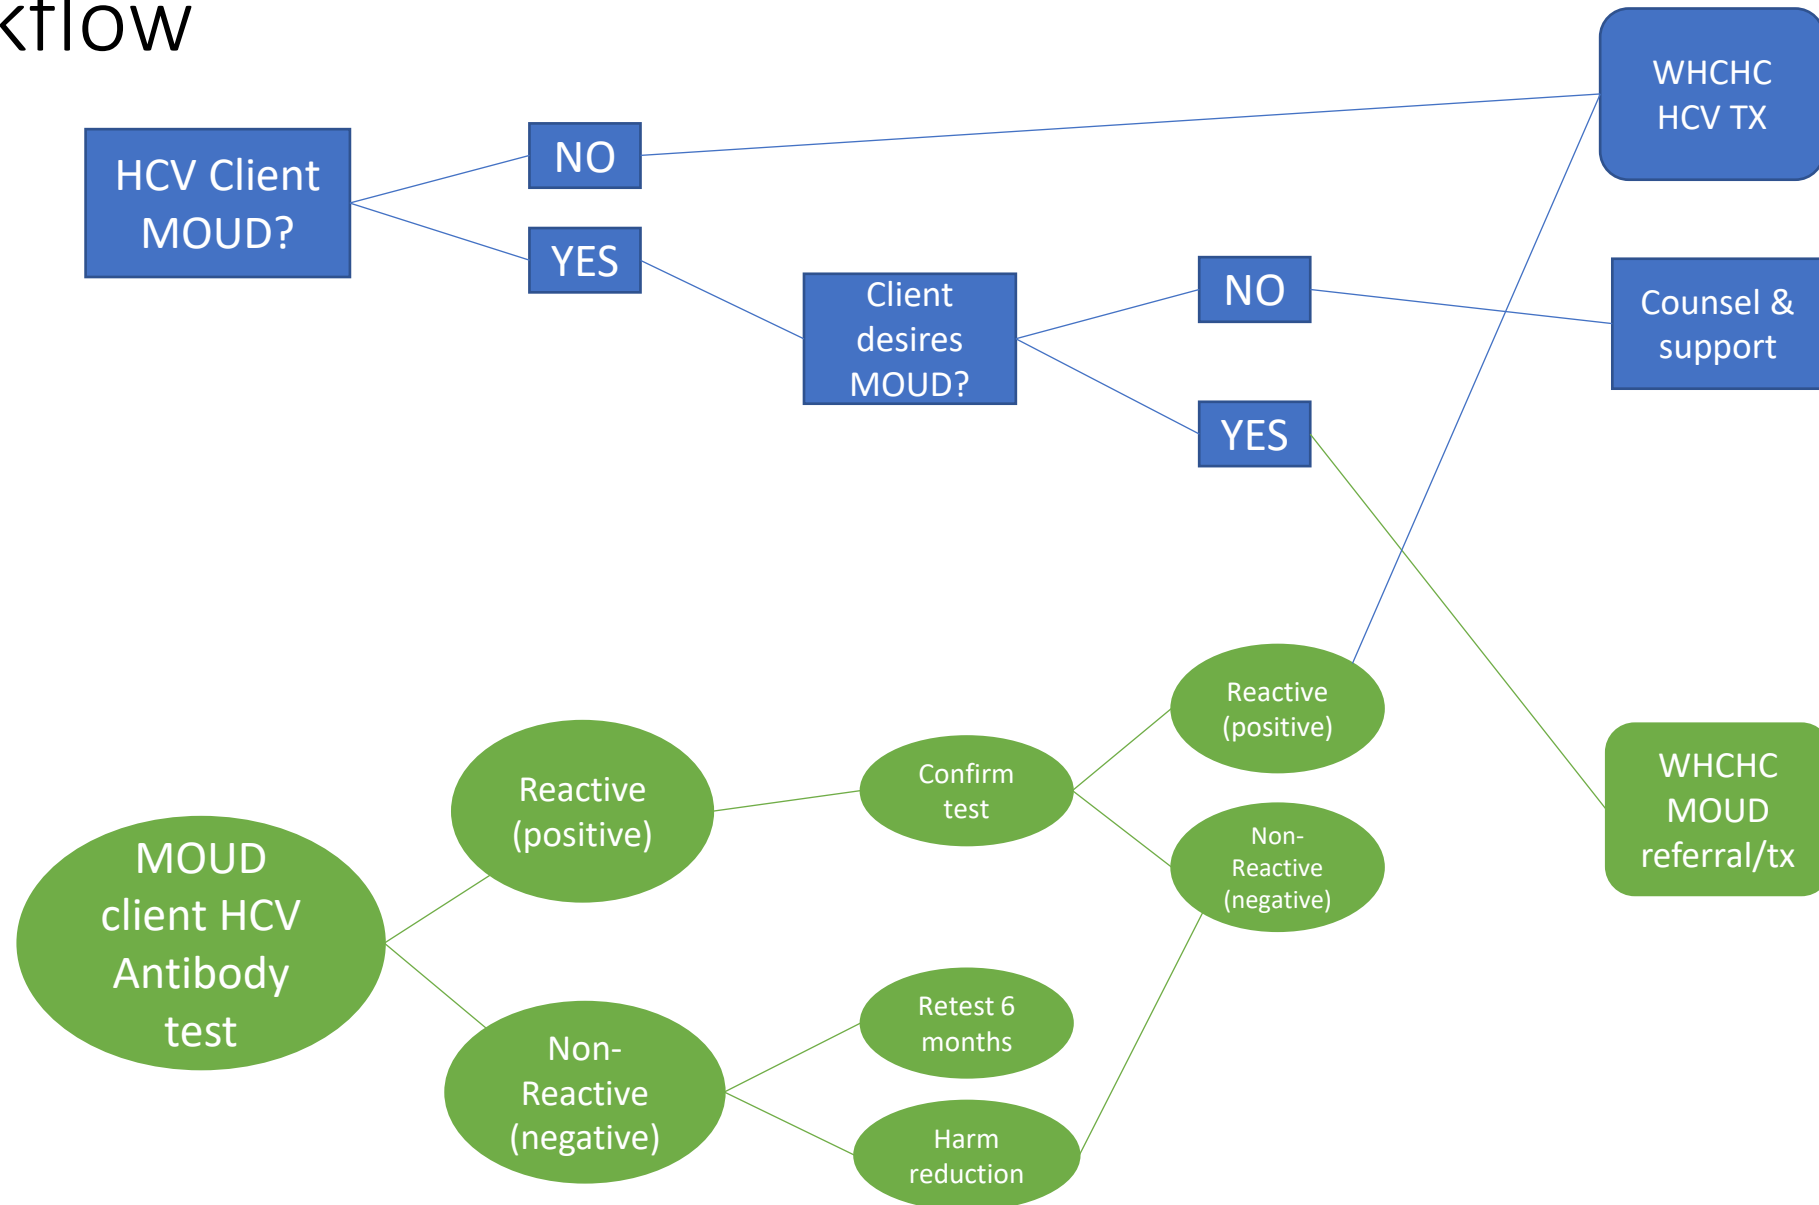 kflow
HCV Client
MOUD?
NO
YES
Client
desires
MOUD?
NO
YES
WHCHC
HCV TX
Counsel &
support
WHCHC
MOUD
referral/tx
MOUD
client HCV
Antibody
test
Reactive
(positive)
Non-
Reactive
(negative)
Confirm
test
Retest 6
months
Harm
reduction
Reactive
(positive)
Non-
Reactive
(negative)